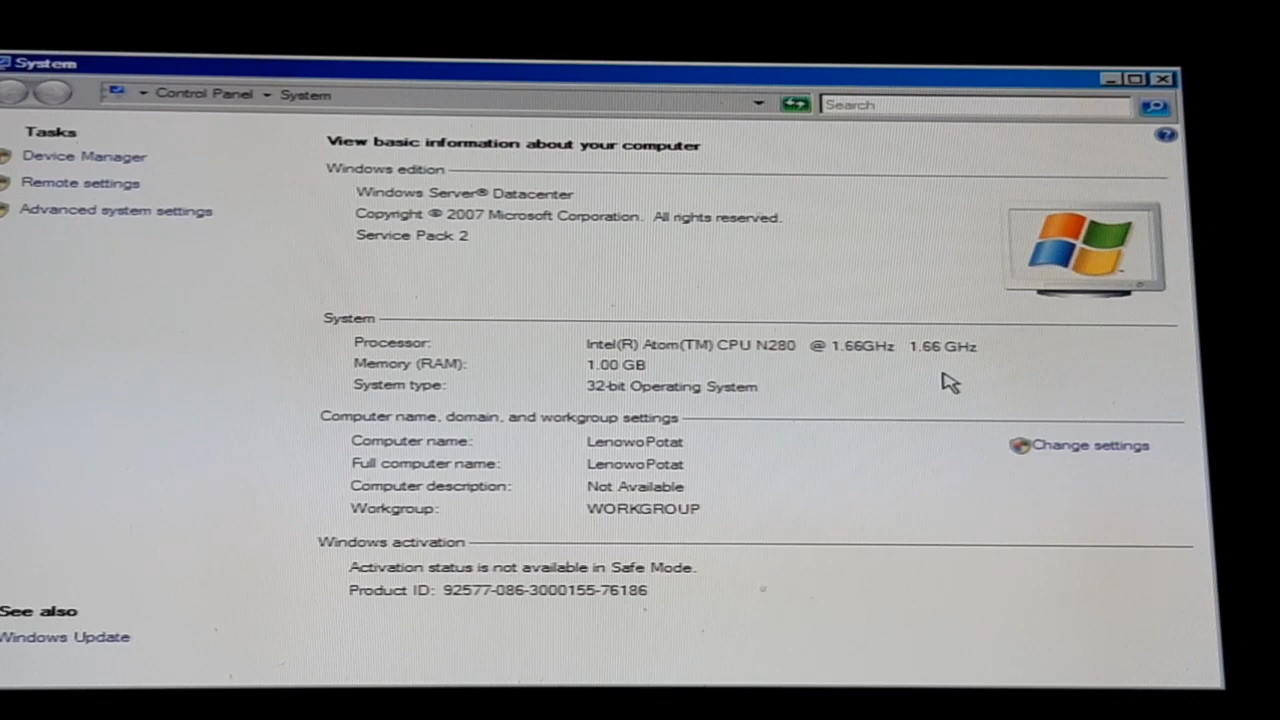 System
Control Panel System
Search
Tasks
Device Manager
Remote settings
Advanced system settings
View basic information about your computer
Windows edition
Windows Server® Datacenter
Copyright © 2007 Microsoft Corporation. All rights reserved.
Service Pack 2
System
Processor: Intel(R) Atom(TM) CPU N280 @ 1.66GHz 1.66 GHz
Memory (RAM): 1.00 GB
System type: 32-bit Operating System
Computer name, domain, and workgroup settings
Computer name: LenowoPotat
Change settings
Full computer name: LenowoPotat
Computer description: Not Available
Workgroup: WORKGROUP
Windows activation
Activation status is not available in Safe Mode.
Product ID: 92577-086-3000155-76186
See also
Windows Update